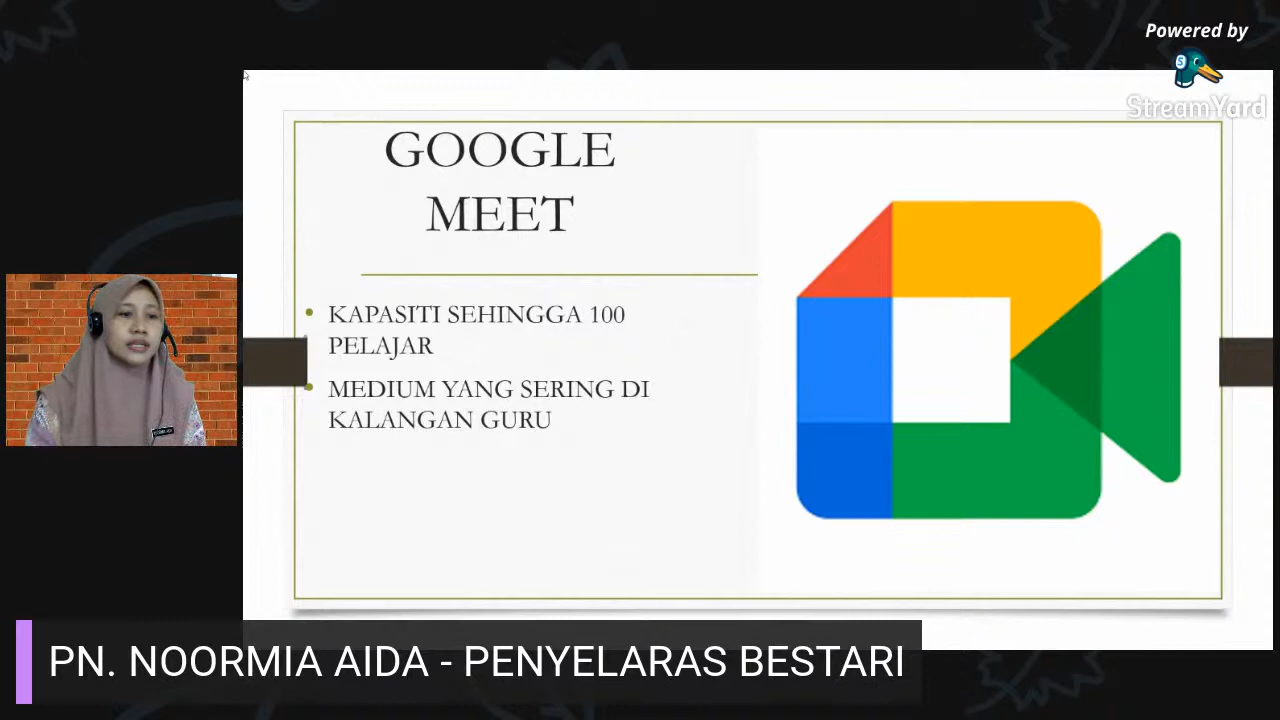 Powered by
StreamYard
GOOGLE
MEET
• KAPASITI SEHINGGA 100
PELAJAR
• MEDIUM YANG SERING DI
KALANGAN GURU
PN. NOORMIA AIDA - PENYELARAS BESTARI